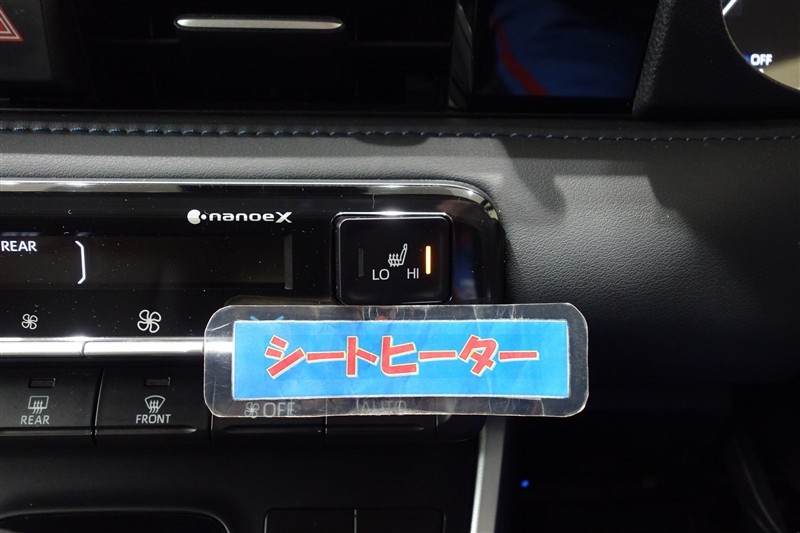 OFF
nanoeX
REAR
LO HI
シートヒーター
REAR
FRONT
OFF
AUTO